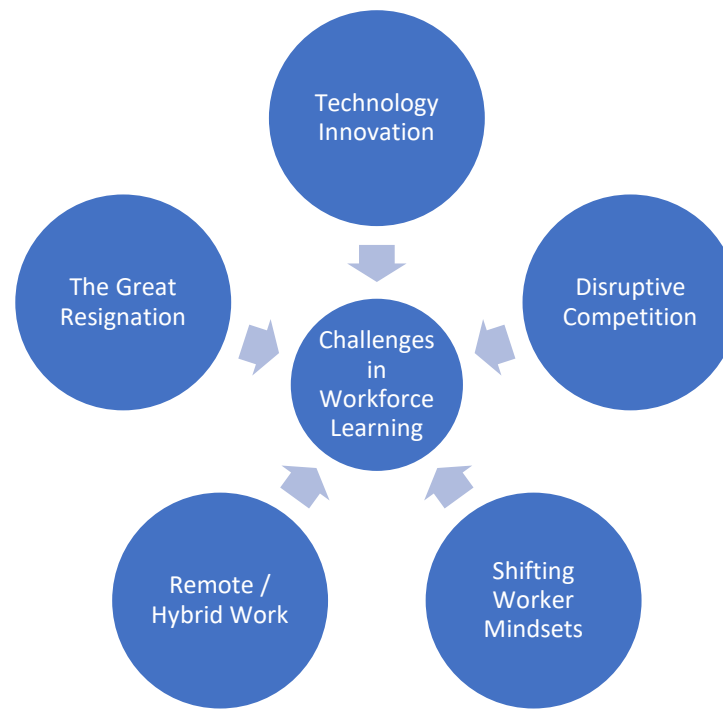 Technology
Innovation
The Great
Resignation
Disruptive
Competition
Challenges
in
Workforce
Learning
Remote /
Hybrid Work
Shifting
Worker
Mindsets